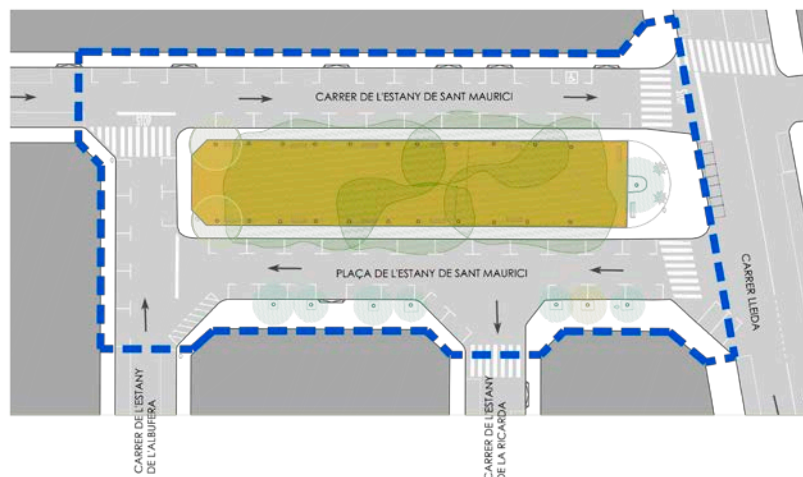 STOP
CARRER DE L'ESTANY DE SANT MAURICI
PLAÇA DE L'ESTANY DE SANT MAURICI
CARRER LLEIDA
CARRER DE L'ESTANY
DE L'ALBUFERA
CARRER DE L'ESTANY
DE LA RICARDA